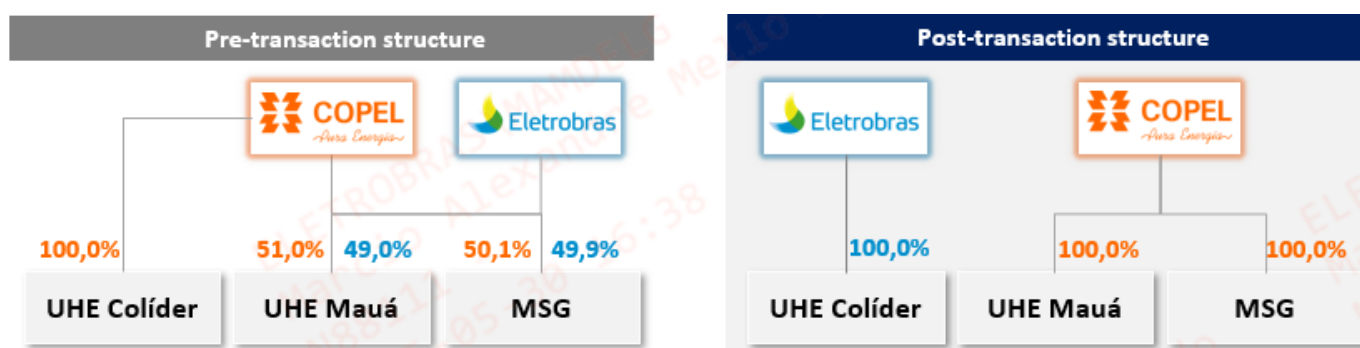 Pre-transaction structure
COPEL
Pura Energia
Eletrobras
100,0%
51,0%
49,0%
50,1%
49,9%
UHE Colíder
UHE Mauá
MSG
Post-transaction structure
Eletrobras
COPEL
Pura Energia
100,0%
100,0%
100,0%
UHE Colíder
UHE Mauá
MSG